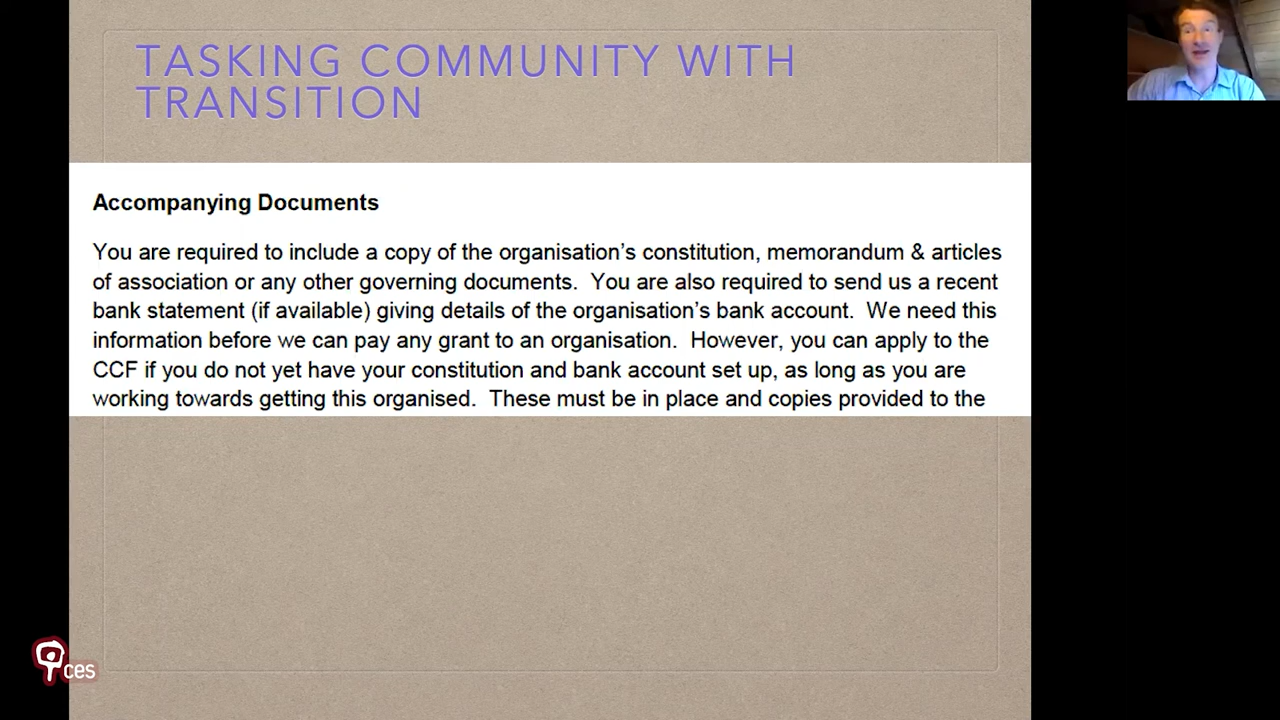 TASKING COMMUNITY WITH
TRANSITION
Accompanying Documents
You are required to include a copy of the organisation's constitution, memorandum & articles
of association or any other governing documents.  You are also required to send us a recent
bank statement (if available) giving details of the organisation's bank account.  We need this
information before we can pay any grant to an organisation.  However, you can apply to the
CCF if you do not yet have your constitution and bank account set up, as long as you are
working towards getting this organised.  These must be in place and copies provided to the
ces